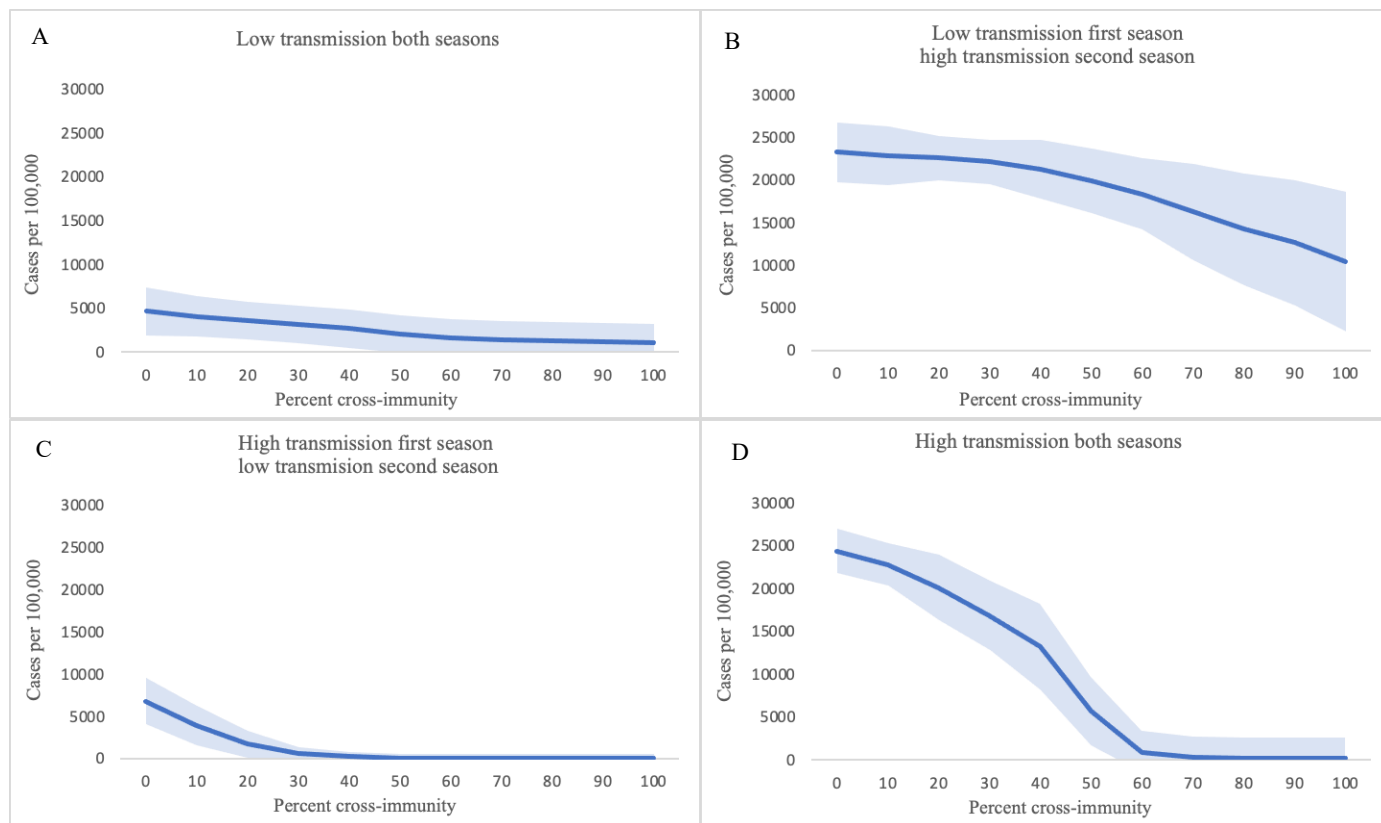 A
Low transmission both seasons
30000
25000
20000
15000
10000
5000
0
Cases per 100,000
0 10 20 30 40 50 60 70 80 90 100
Percent cross-immunity
B
Low transmission first season
high transmission second season
30000
25000
20000
15000
10000
5000
0
Cases per 100,000
0 10 20 30 40 50 60 70 80 90 100
Percent cross-immunity
C
High transmission first season
low transmision second season
30000
25000
20000
15000
10000
5000
0
Cases per 100,000
0 10 20 30 40 50 60 70 80 90 100
Percent cross-immunity
D
High transmission both seasons
30000
25000
20000
15000
10000
5000
0
Cases per 100,000
0 10 20 30 40 50 60 70 80 90 100
Percent cross-immunity